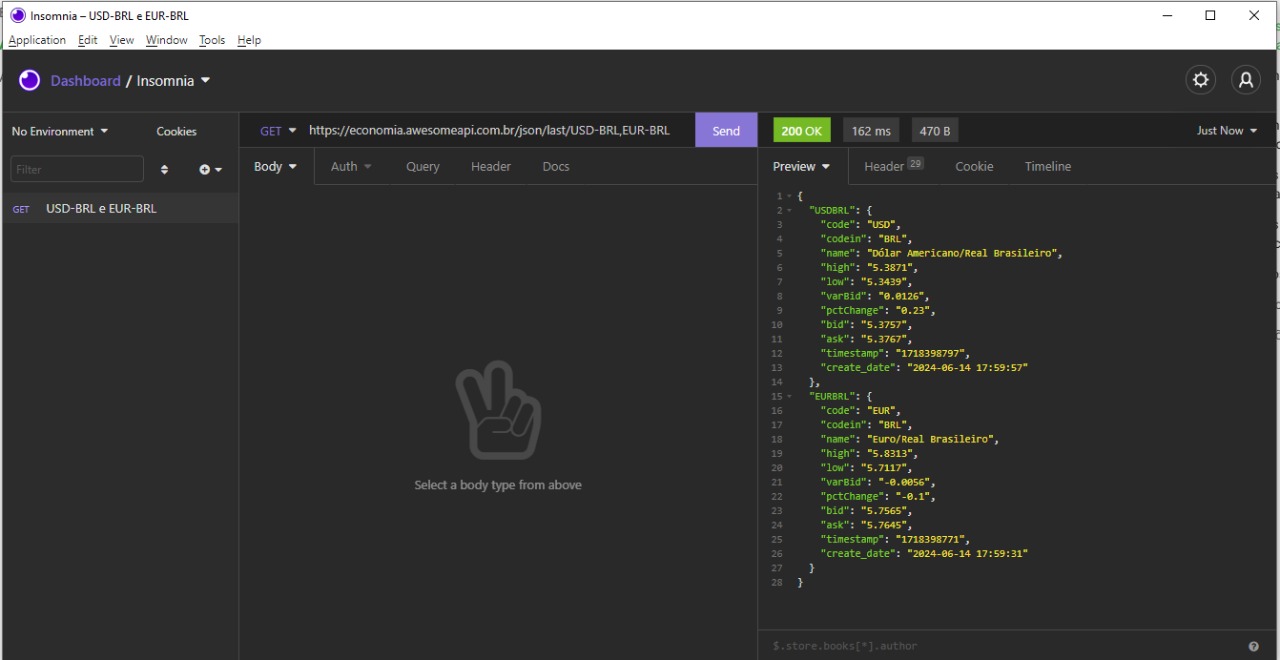 Insomnia – USD-BRL e EUR-BRL
Application Edit View Window Tools Help
Dashboard / Insomnia
No Environment Cookies
Filter
GET USD-BRL e EUR-BRL
GET https://economia.awesomeapi.com.br/json/last/USD-BRL,EUR-BRL Send
Body Auth Query Header Docs
Select a body type from above
200 OK 162 ms 470 B Just Now
Preview Header 29 Cookie Timeline
1 {
2 "USDBRL": {
3 "code": "USD",
4 "codein": "BRL",
5 "name": "Dólar Americano/Real Brasileiro",
6 "high": "5.3871",
7 "low": "5.3439",
8 "varBid": "0.0126",
9 "pctChange": "0.23",
10 "bid": "5.3757",
11 "ask": "5.3767",
12 "timestamp": "1718398797",
13 "create_date": "2024-06-14 17:59:57"
14 },
15 "EURBRL": {
16 "code": "EUR",
17 "codein": "BRL",
18 "name": "Euro/Real Brasileiro",
19 "high": "5.8313",
20 "low": "5.7117",
21 "varBid": "-0.0056",
22 "pctChange": "-0.1",
23 "bid": "5.7565",
24 "ask": "5.7645",
25 "timestamp": "1718398771",
26 "create_date": "2024-06-14 17:59:31"
27 }
28 }
$.store.books[*].author